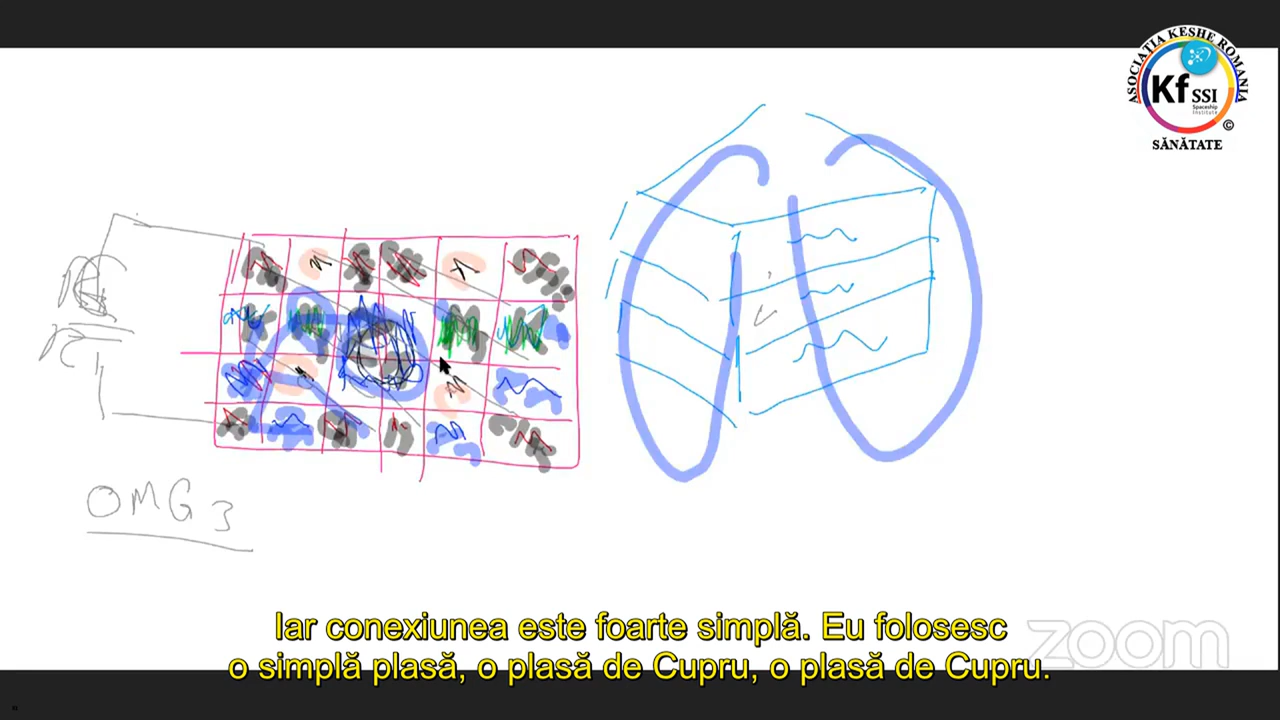 ASOCIAȚIA KESHE ROMANIA
Kf SSI
Spaceship
Institute
©
SĂNĂTATE
OMG 3
Iar conexiunea este foarte simplă. Eu folosesc
o simplă plasă, o plasă de Cupru, o plasă de Cupru.
zoom